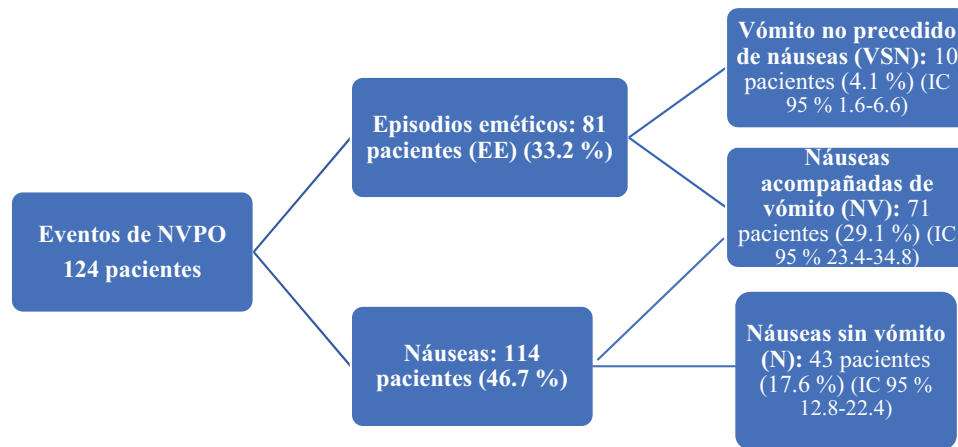 Eventos de NVPO
124 pacientes
Episodios eméticos: 81
pacientes (EE) (33.2 %)
Náuseas: 114
pacientes (46.7 %)
Vómito no precedido
de náuseas (VSN): 10
pacientes (4.1 %) (IC
95 % 1.6-6.6)
Náuseas
acompañadas de
vómito (NV): 71
pacientes (29.1 %) (IC
95 % 23.4-34.8)
Náuseas sin vómito
(N): 43 pacientes
(17.6 %) (IC 95 %
12.8-22.4)